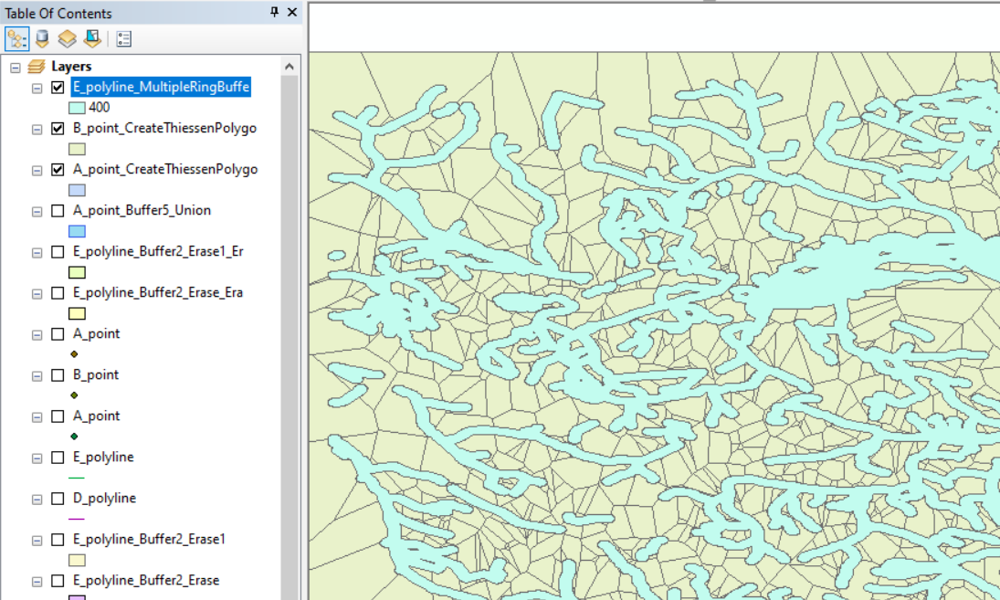 Table Of Contents
Layers
E_polyline_MultipleRingBuffe
400
B_point_CreateThiessenPolygo
A_point_CreateThiessenPolygo
A_point_Buffer5_Union
E_polyline_Buffer2_Erase1_Er
E_polyline_Buffer2_Erase_Era
A_point
B_point
A_point
E_polyline
D_polyline
E_polyline_Buffer2_Erase1
E_polyline_Buffer2_Erase